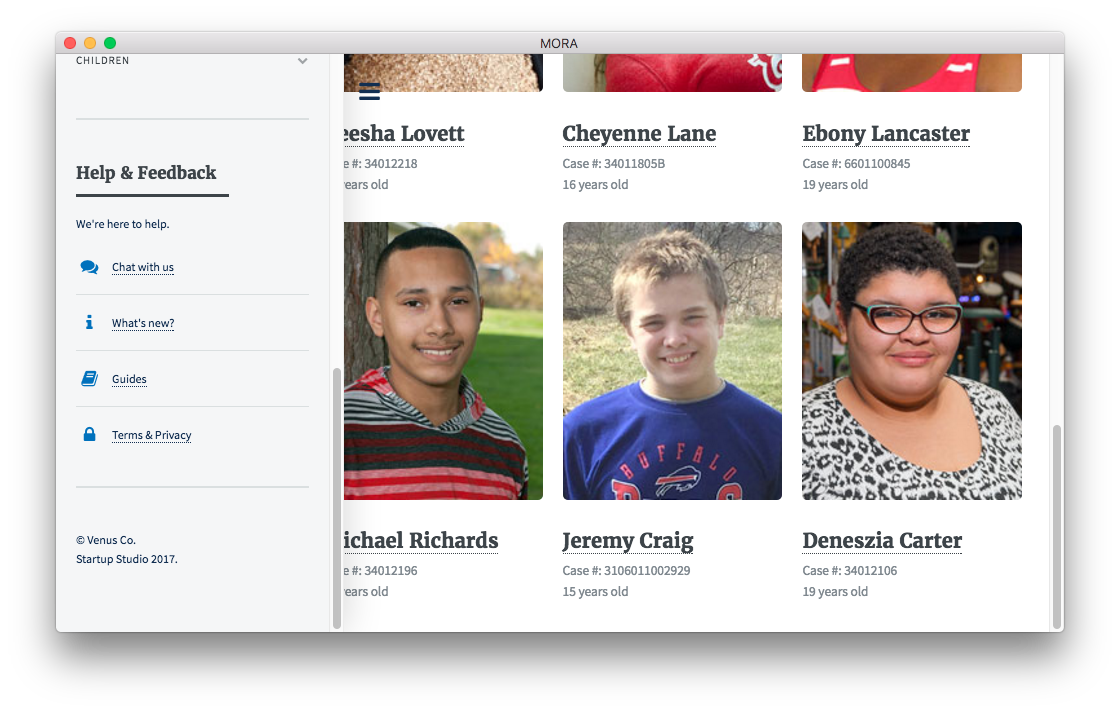 MORA
CHILDREN
Help & Feedback
We're here to help.
Chat with us
What's new?
Guides
Terms & Privacy
© Venus Co.
Startup Studio 2017.
eesha Lovett
e #: 34012218
years old
Cheyenne Lane
Case #: 34011805B
16 years old
Ebony Lancaster
Case #: 6601100845
19 years old
BUFFALO
ichael Richards
e #: 34012196
years old
Jeremy Craig
Case #: 3106011002929
15 years old
Deneszia Carter
Case #: 34012106
19 years old